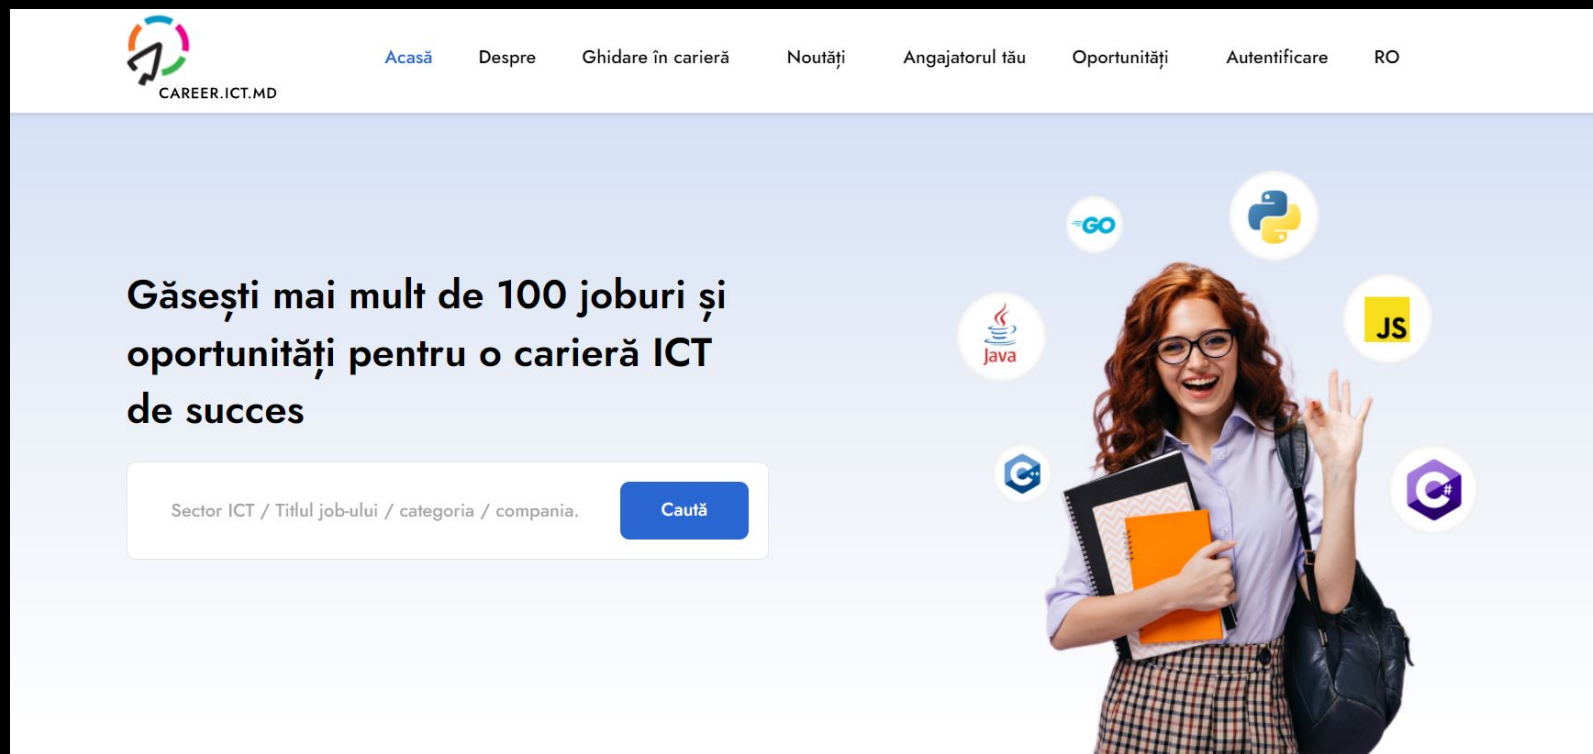 CAREER.ICT.MD
Acasă Despre Ghidare în carieră Noutăți Angajatorul tău Oportunități Autentificare RO
Găsești mai mult de 100 joburi și
oportunități pentru o carieră ICT
de succes
Sector ICT / Titlul job-ului / categoria / compania.
Caută
GO
Java
JS
C++
C#